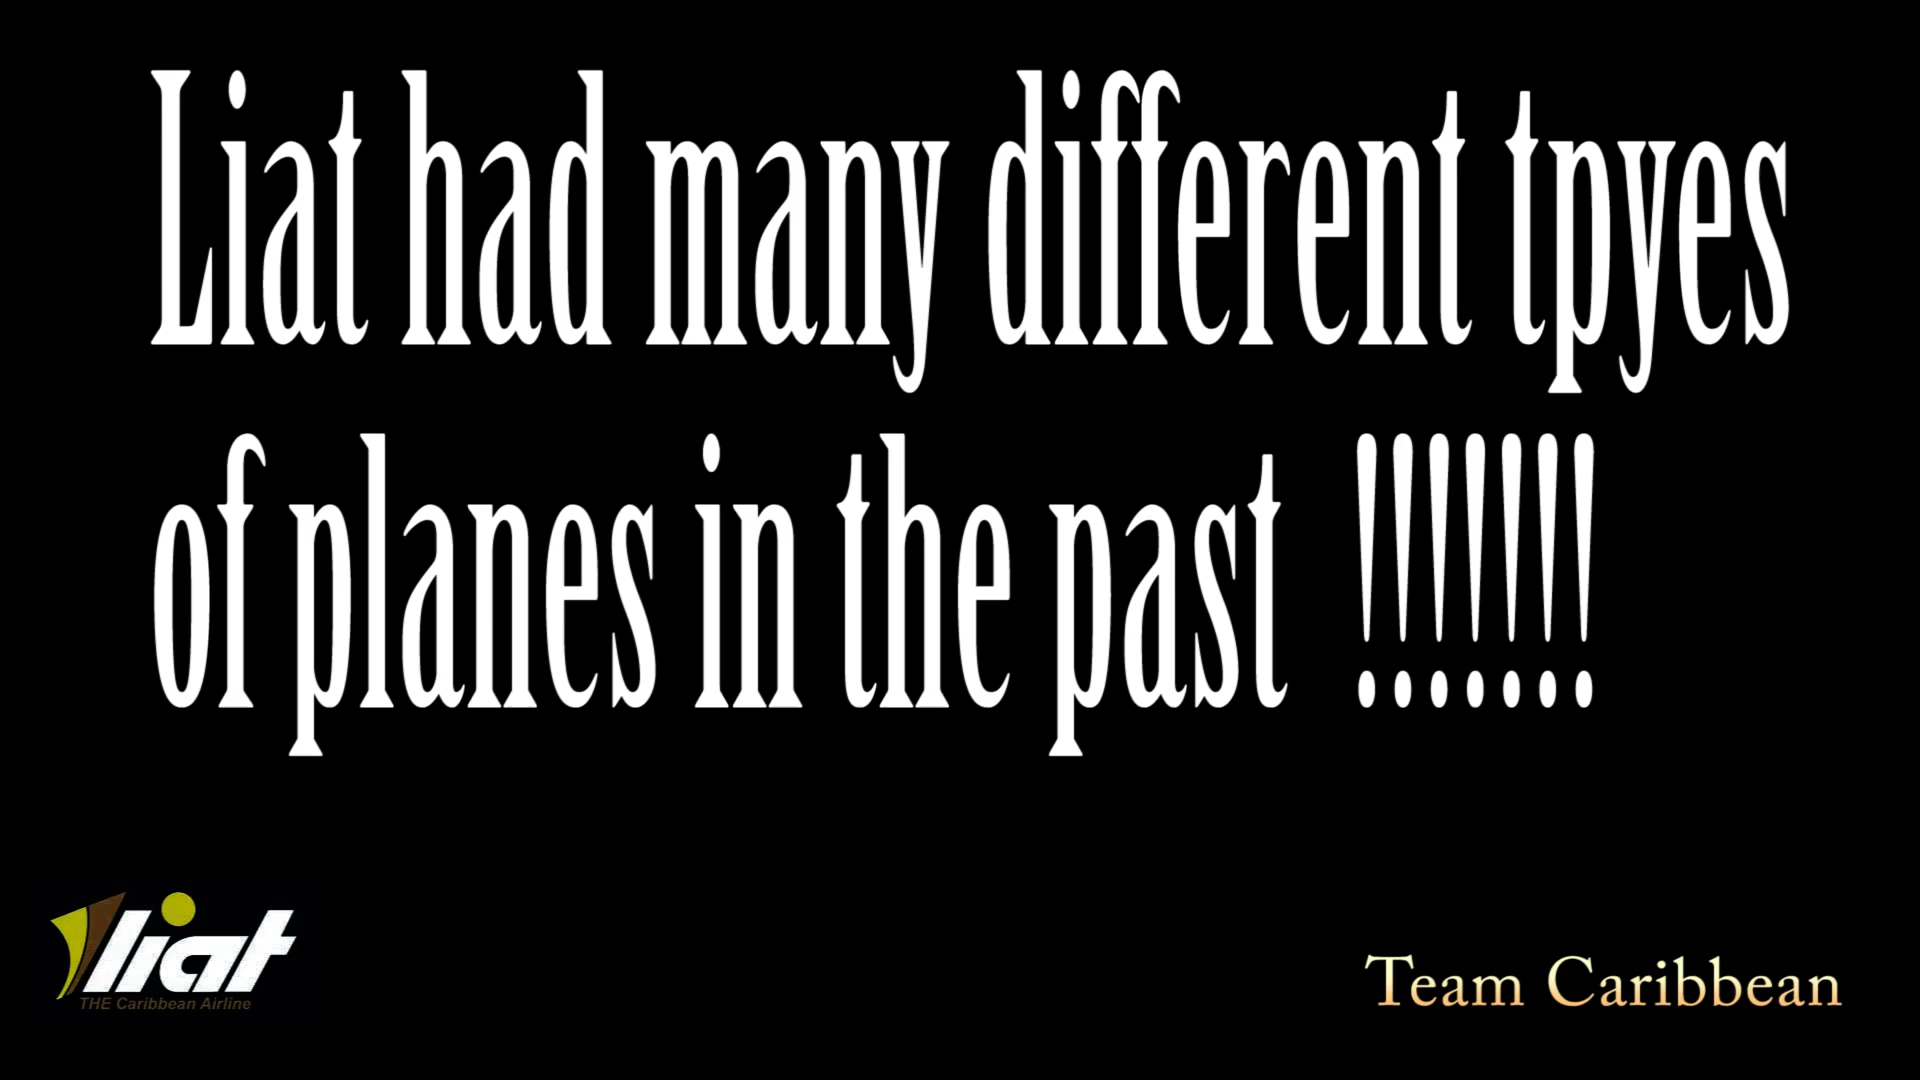 Liat had many different tpyes
of planes in the past !!!!!!!
liat
THE Caribbean Airline
Team Caribbean